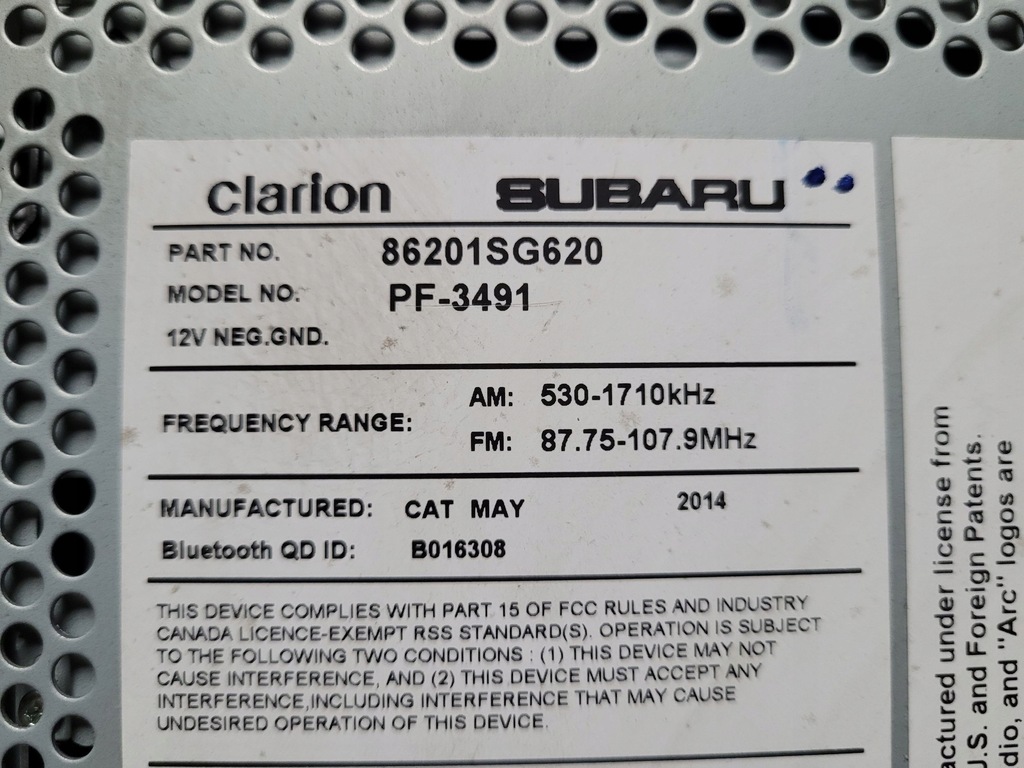 clarion SUBARU
PART NO. 86201SG620
MODEL NO. PF-3491
12V NEG.GND.
FREQUENCY RANGE:
AM: 530-1710kHz
FM: 87.75-107.9MHz
MANUFACTURED: CAT MAY 2014
Bluetooth QD ID: B016308
THIS DEVICE COMPLIES WITH PART 15 OF FCC RULES AND INDUSTRY
CANADA LICENCE-EXEMPT RSS STANDARD(S). OPERATION IS SUBJECT
TO THE FOLLOWING TWO CONDITIONS : (1) THIS DEVICE MAY NOT
CAUSE INTERFERENCE, AND (2) THIS DEVICE MUST ACCEPT ANY
INTERFERENCE,INCLUDING INTERFERENCE THAT MAY CAUSE
UNDESIRED OPERATION OF THIS DEVICE.
under license from
U.S. and Foreign Patents.
and "Arc" logos are